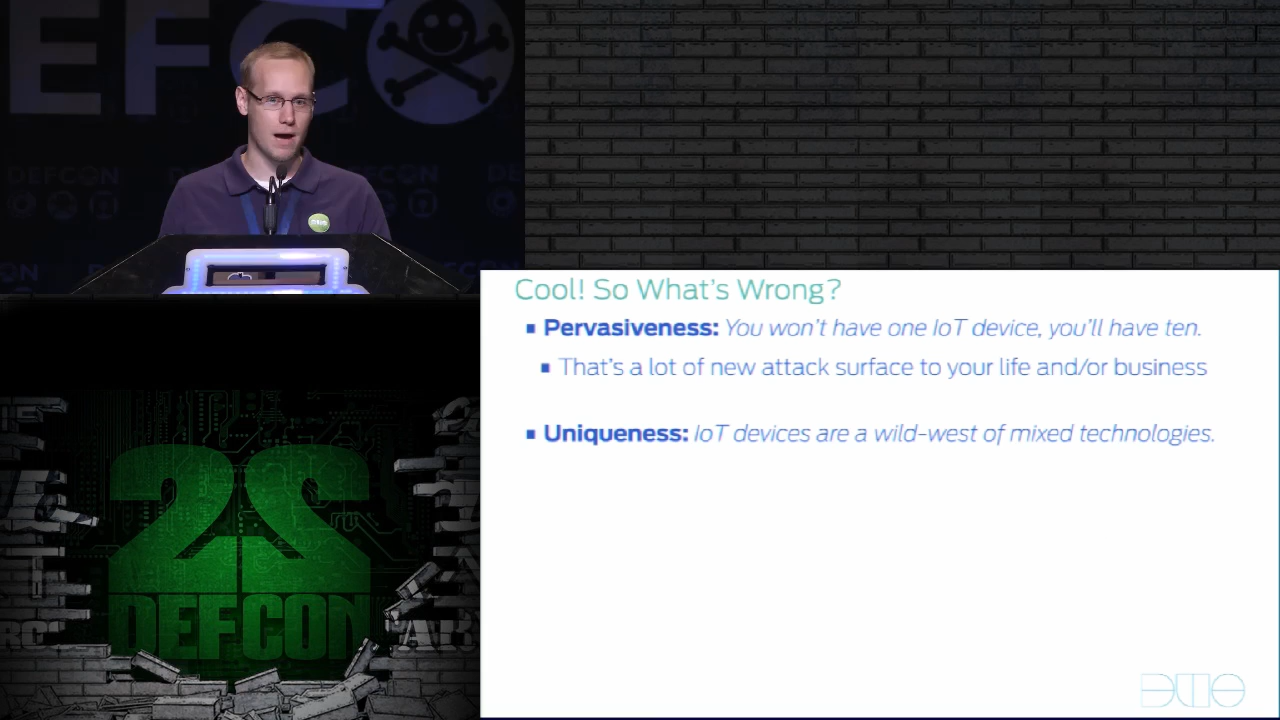 EFCO
DEFCON
Cool! So What's Wrong?
▪ Pervasiveness: You won't have one IoT device, you'll have ten.
▪ That's a lot of new attack surface to your life and/or business
▪ Uniqueness: IoT devices are a wild-west of mixed technologies.
22
DEFCON
DUO